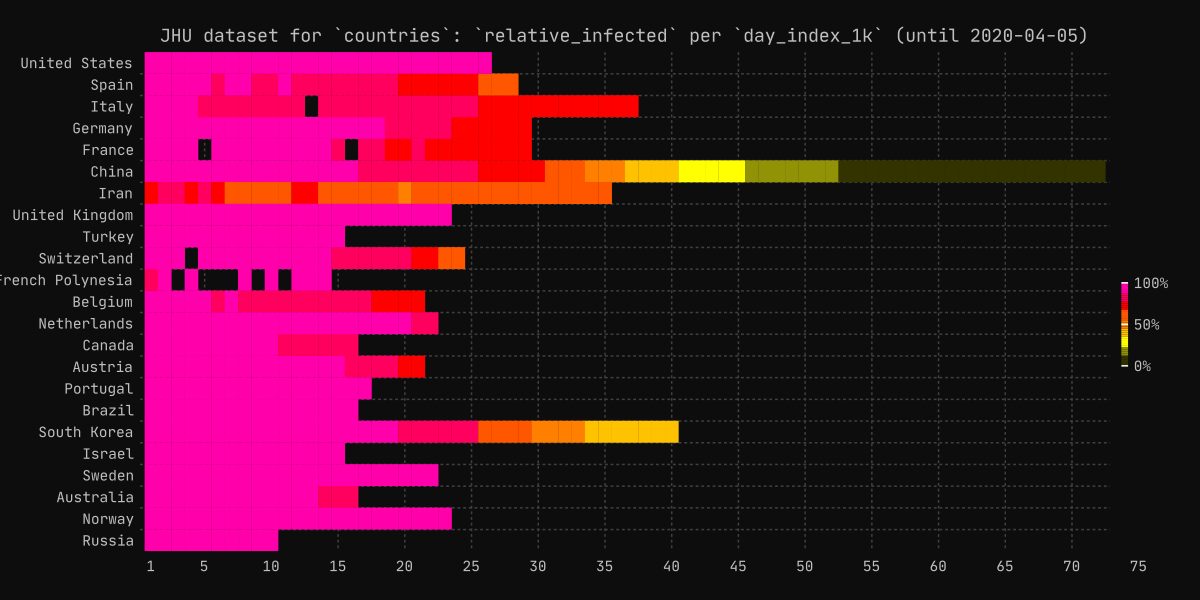 JHU dataset for `countries`: `relative_infected` per `day_index_1k` (until 2020-04-05)
United States
Spain
Italy
Germany
France
China
Iran
United Kingdom
Turkey
Switzerland
French Polynesia
Belgium
Netherlands
Canada
Austria
Portugal
Brazil
South Korea
Israel
Sweden
Australia
Norway
Russia
1 5 10 15 20 25 30 35 40 45 50 55 60 65 70 75
100%
50%
0%